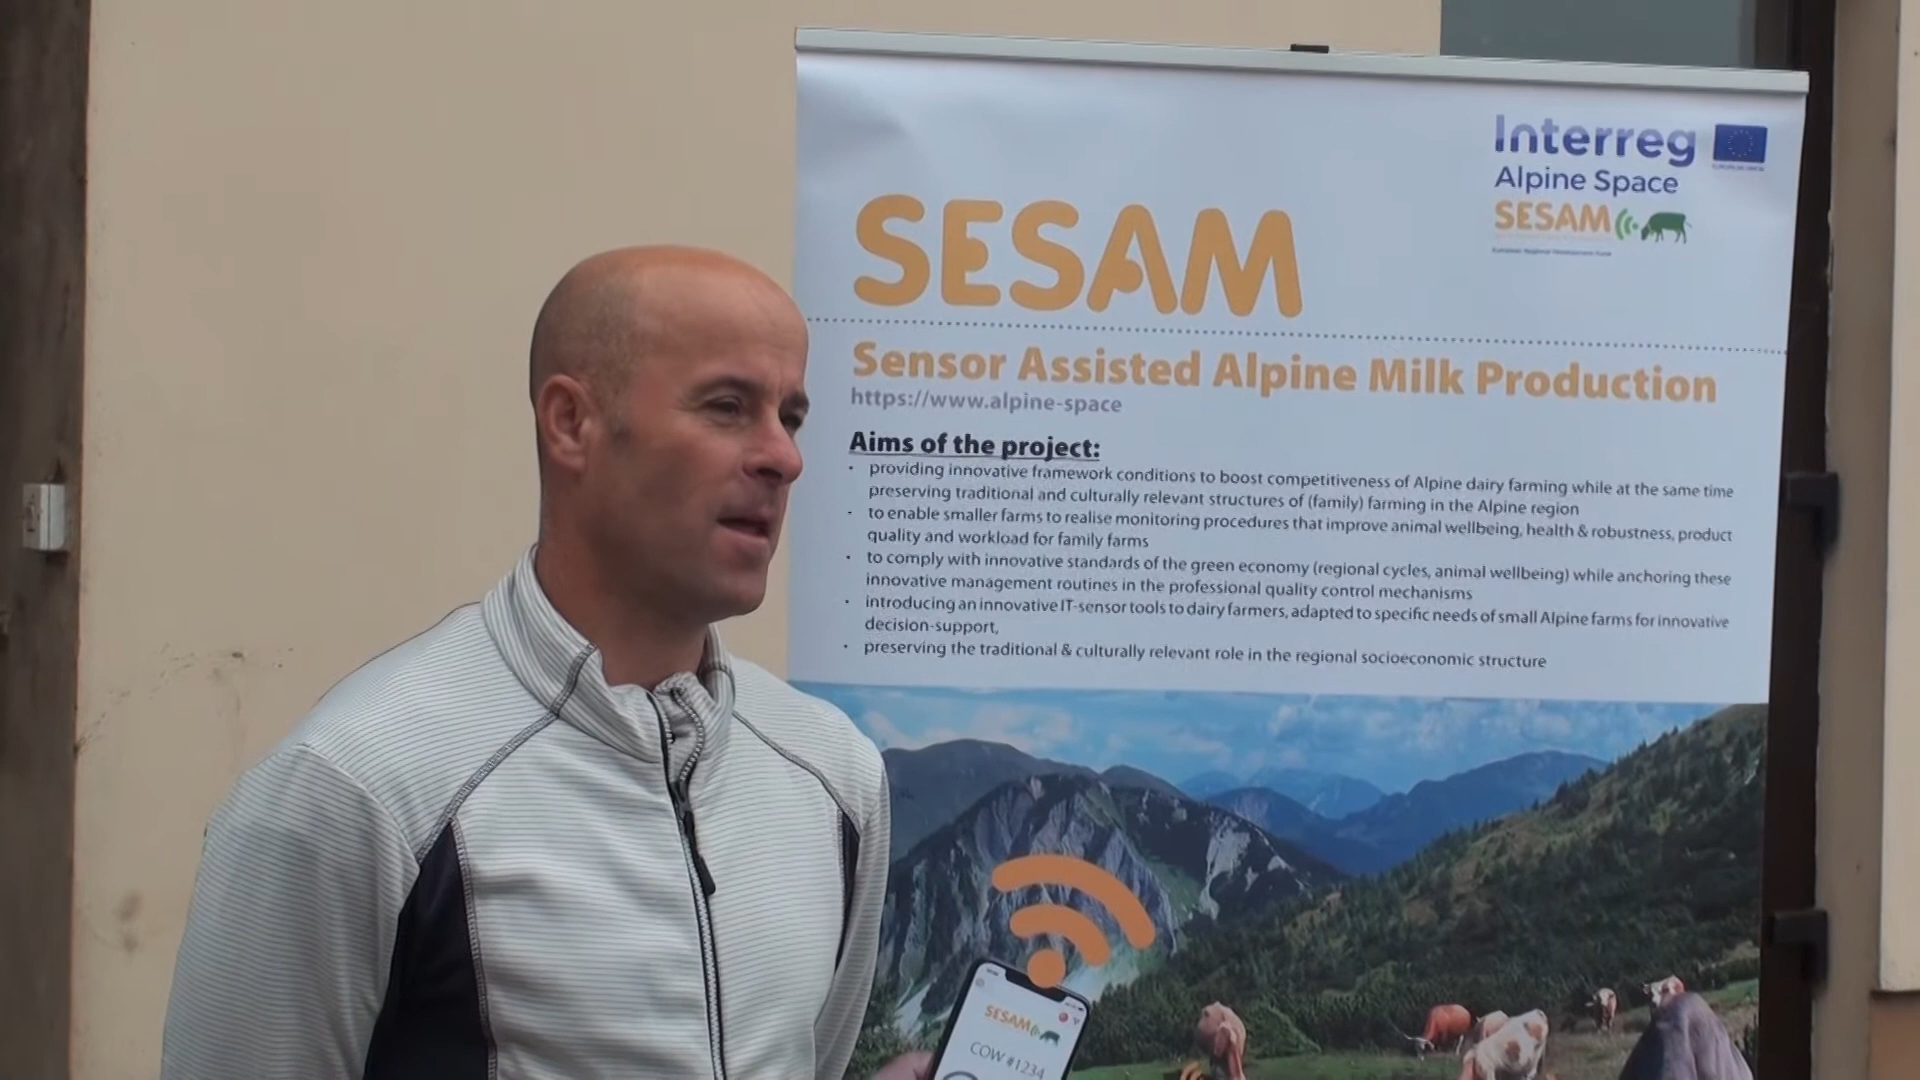 Interreg
Alpine Space
SESAM
European Regional Development Fund
SESAM
Sensor Assisted Alpine Milk Production
https://www.alpine-space
Aims of the project:
• providing innovative framework conditions to boost competitiveness of Alpine dairy farming while at the same time
preserving traditional and culturally relevant structures of (family) farming in the Alpine region
- to enable smaller farms to realise monitoring procedures that improve animal wellbeing, health & robustness, product
quality and workload for family farms
• to comply with innovative standards of the green economy (regional cycles, animal wellbeing) while anchoring these
innovative management routines in the professional quality control mechanisms
• introducing an innovative IT-sensor tools to dairy farmers, adapted to specific needs of small Alpine farms for innovative
decision-support,
• preserving the traditional & culturally relevant role in the regional socioeconomic structure
SESAM
COW #1234